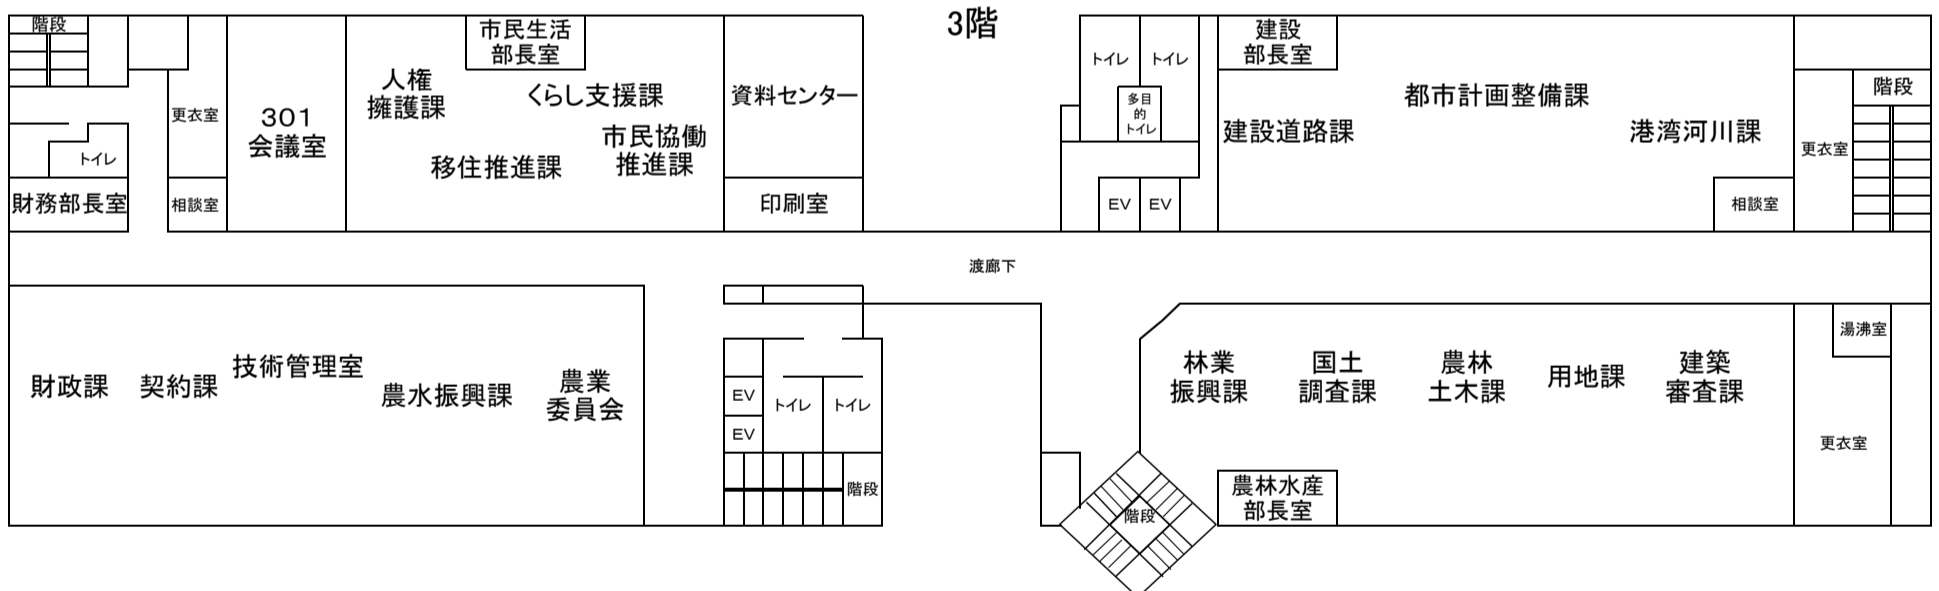 3階
階段
更衣室
301
会議室
トイレ
財務部長室
相談室
市民生活
部長室
人権
擁護課
くらし支援課
市民協働
推進課
移住推進課
資料センター
印刷室
トイレ
トイレ
多目
的
トイレ
EV
EV
建設
部長室
建設道路課
都市計画整備課
港湾河川課
相談室
更衣室
階段
渡廊下
財政課
契約課
技術管理室
農水振興課
農業
委員会
EV
EV
トイレ
トイレ
階段
階段
林業
振興課
国土
調査課
農林
土木課
用地課
建築
審査課
農林水産
部長室
湯沸室
更衣室